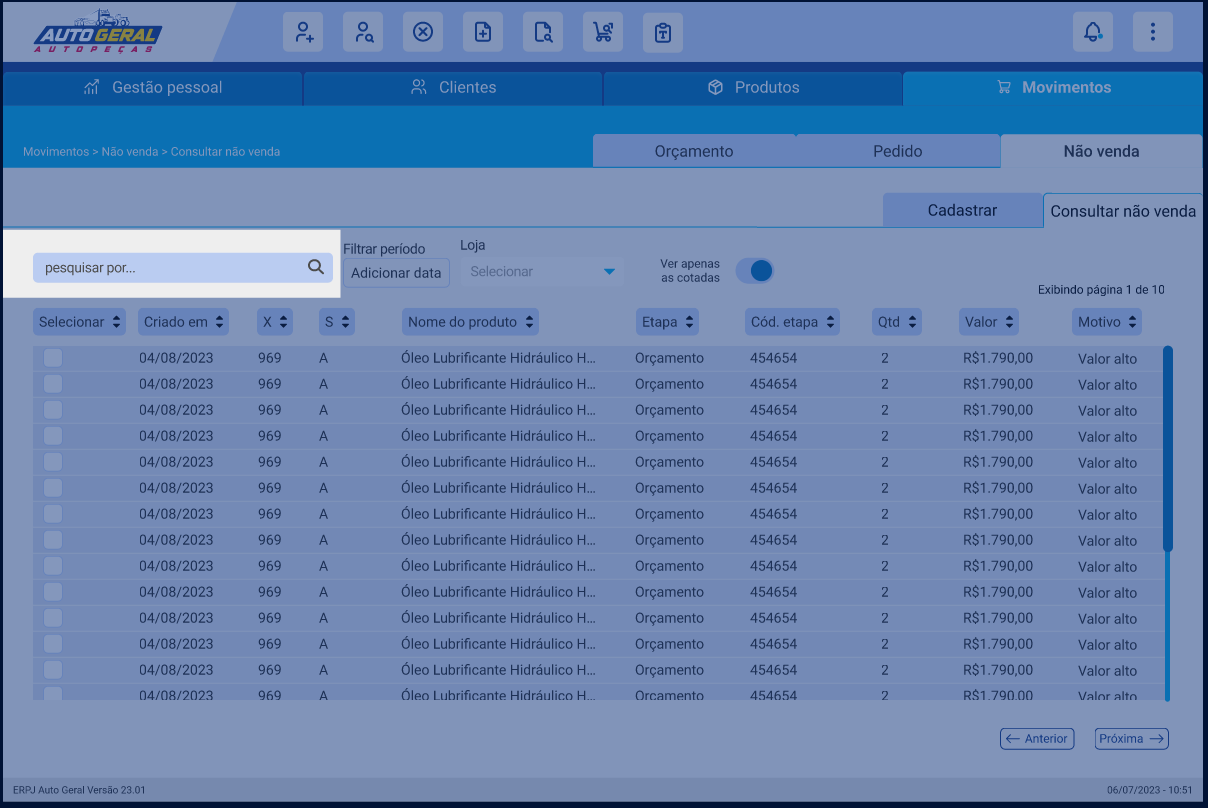 AUTO GERAL
AUTOPEÇAS
Gestão pessoal Clientes Produtos Movimentos
Movimentos > Não venda > Consultar não venda
Orçamento Pedido Não venda
Cadastrar Consultar não venda
pesquisar por...
Filtrar período
Adicionar data
Loja
Selecionar
Ver apenas
as cotadas
Exibindo página 1 de 10
Selecionar Criado em X S Nome do produto Etapa Cód. etapa Qtd Valor Motivo
04/08/2023 969 A Óleo Lubrificante Hidráulico H... Orçamento 454654 2 R$1.790,00 Valor alto
04/08/2023 969 A Óleo Lubrificante Hidráulico H... Orçamento 454654 2 R$1.790,00 Valor alto
04/08/2023 969 A Óleo Lubrificante Hidráulico H... Orçamento 454654 2 R$1.790,00 Valor alto
04/08/2023 969 A Óleo Lubrificante Hidráulico H... Orçamento 454654 2 R$1.790,00 Valor alto
04/08/2023 969 A Óleo Lubrificante Hidráulico H... Orçamento 454654 2 R$1.790,00 Valor alto
04/08/2023 969 A Óleo Lubrificante Hidráulico H... Orçamento 454654 2 R$1.790,00 Valor alto
04/08/2023 969 A Óleo Lubrificante Hidráulico H... Orçamento 454654 2 R$1.790,00 Valor alto
04/08/2023 969 A Óleo Lubrificante Hidráulico H... Orçamento 454654 2 R$1.790,00 Valor alto
04/08/2023 969 A Óleo Lubrificante Hidráulico H... Orçamento 454654 2 R$1.790,00 Valor alto
04/08/2023 969 A Óleo Lubrificante Hidráulico H... Orçamento 454654 2 R$1.790,00 Valor alto
04/08/2023 969 A Óleo Lubrificante Hidráulico H... Orçamento 454654 2 R$1.790,00 Valor alto
04/08/2023 969 A Óleo Lubrificante Hidráulico H... Orçamento 454654 2 R$1.790,00 Valor alto
04/08/2023 969 A Óleo Lubrificante Hidráulico H... Orçamento 454654 2 R$1.790,00 Valor alto
04/08/2023 969 A Óleo Lubrificante Hidráulico H... Orçamento 454654 2 R$1.790,00 Valor alto
← Anterior Próxima →
ERPJ Auto Geral Versão 23.01 06/07/2023 - 10:51